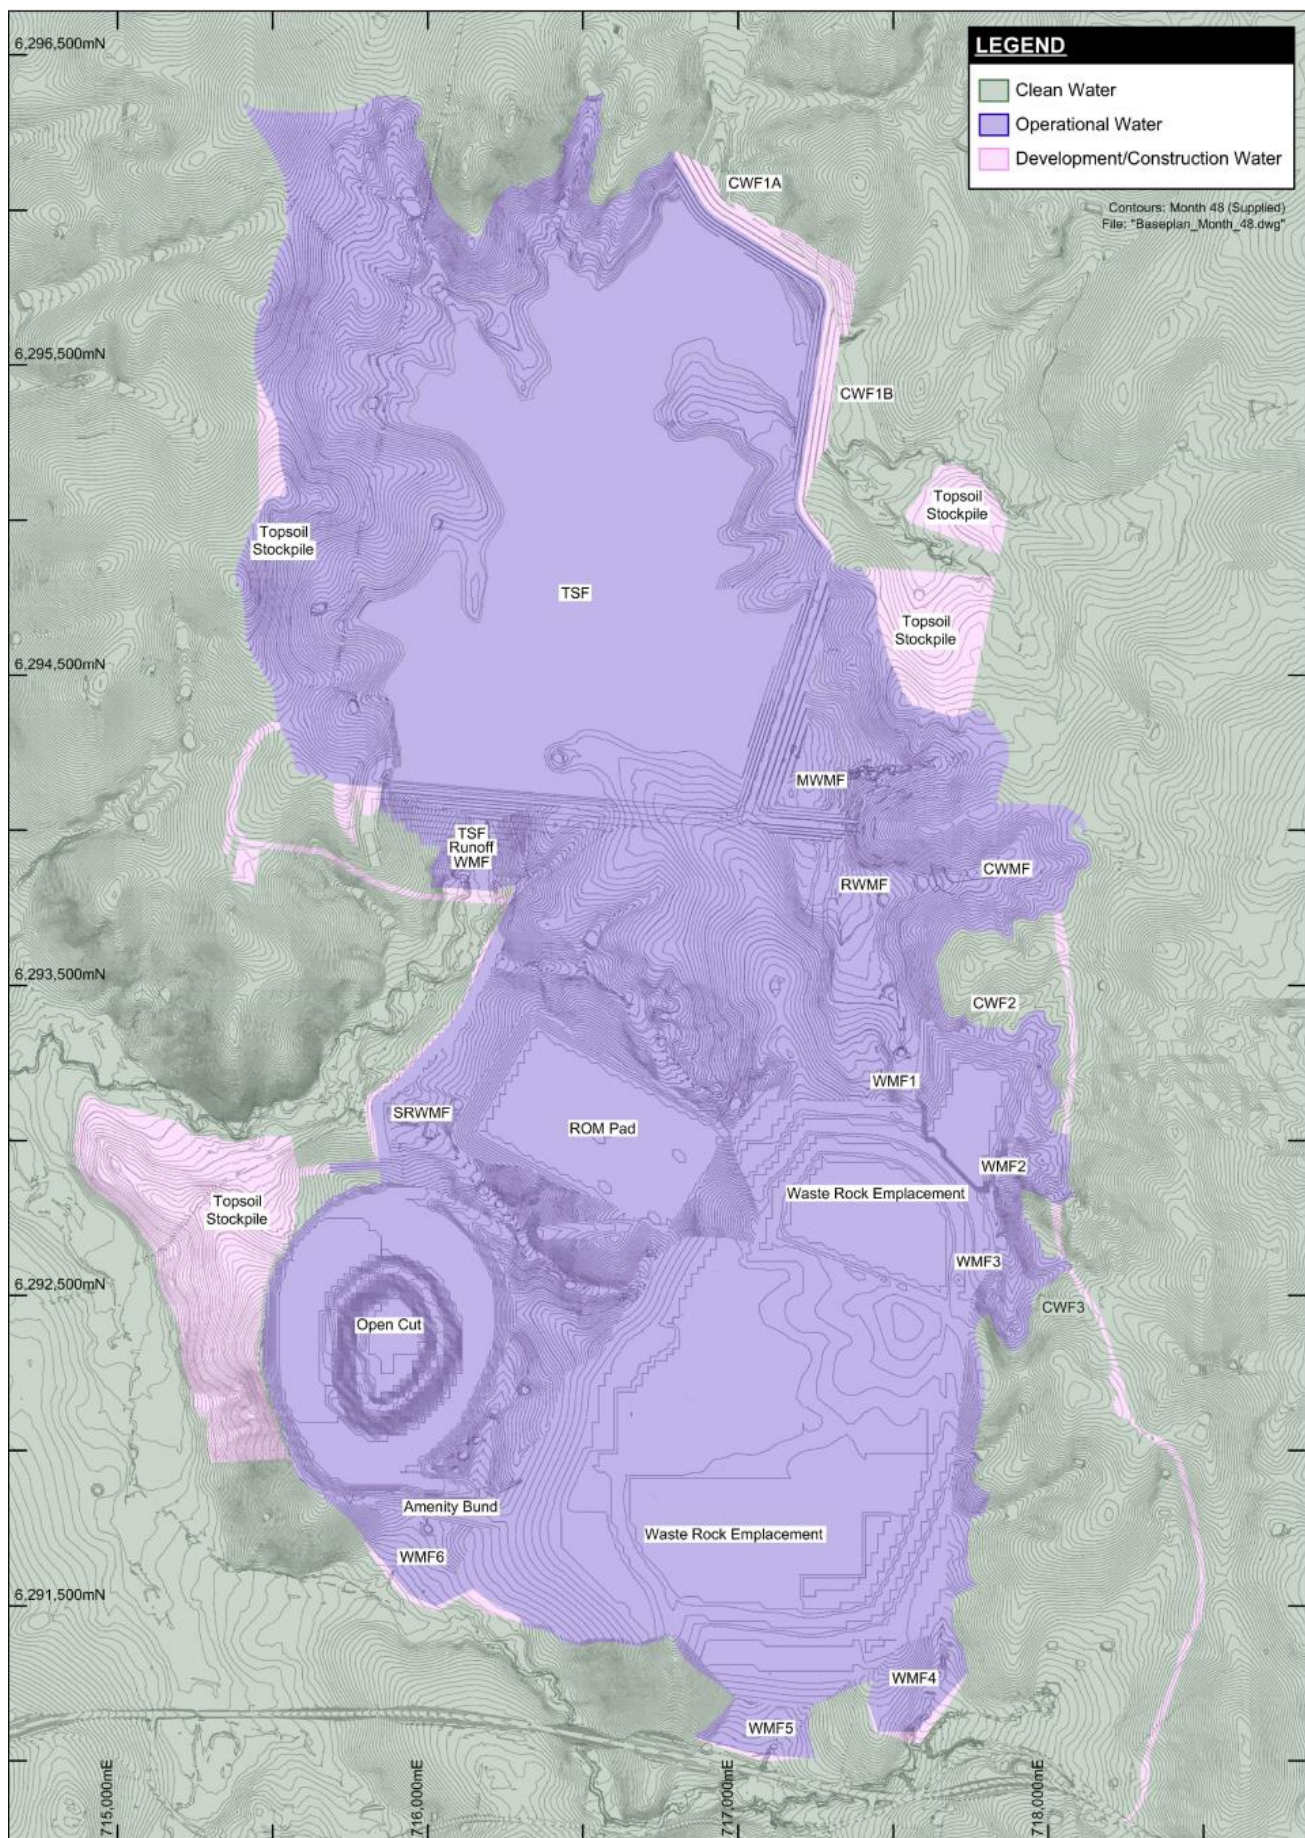 6,296,500mN
LEGEND
Clean Water
Operational Water
Development/Construction Water
Contours: Month 48 (Supplied)
File: "Baseplan_Month_48.dwg"
CWF1A
6,295,500mN
CWF1B
Topsoil
Stockpile
Topsoil
Stockpile
TSF
Topsoil
Stockpile
6,294,500mN
MWMF
TSF
Runoff
WMF
CWMF
RWMF
6,293,500mN
CWF2
WMF1
SRWMF
ROM Pad
WMF2
Waste Rock Emplacement
Topsoil
Stockpile
WMF3
6,292,500mN
CWF3
Open Cut
Amenity Bund
Waste Rock Emplacement
WMF6
6,291,500mN
WMF4
WMF5
715,000mE
716,000mE
717,000mE
718,000mE